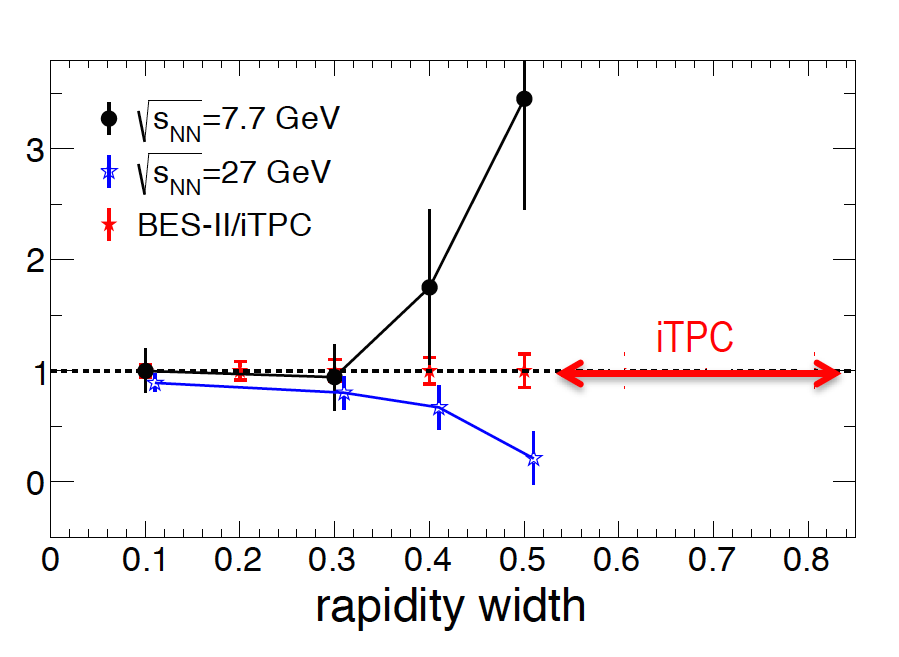 √sNN=7.7 GeV
√sNN=27 GeV
BES-II/iTPC
iTPC
3
2
1
0
0 0.1 0.2 0.3 0.4 0.5 0.6 0.7 0.8
rapidity width